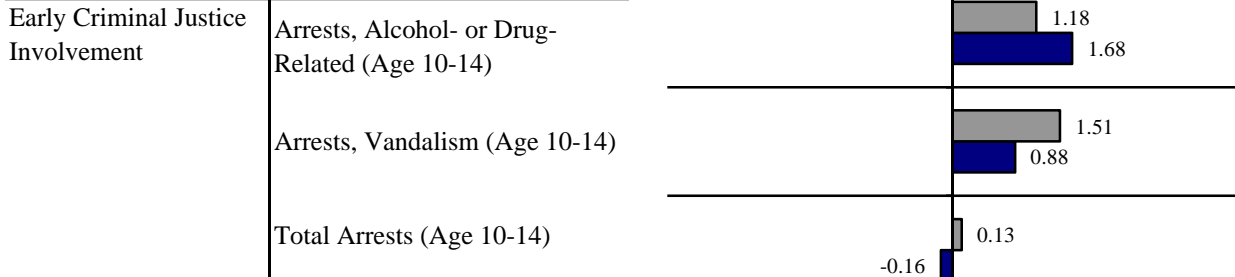 Early Criminal Justice
Involvement
Arrests, Alcohol- or Drug-
Related (Age 10-14)
1.18
1.68
Arrests, Vandalism (Age 10-14)
1.51
0.88
Total Arrests (Age 10-14)
0.13
-0.16